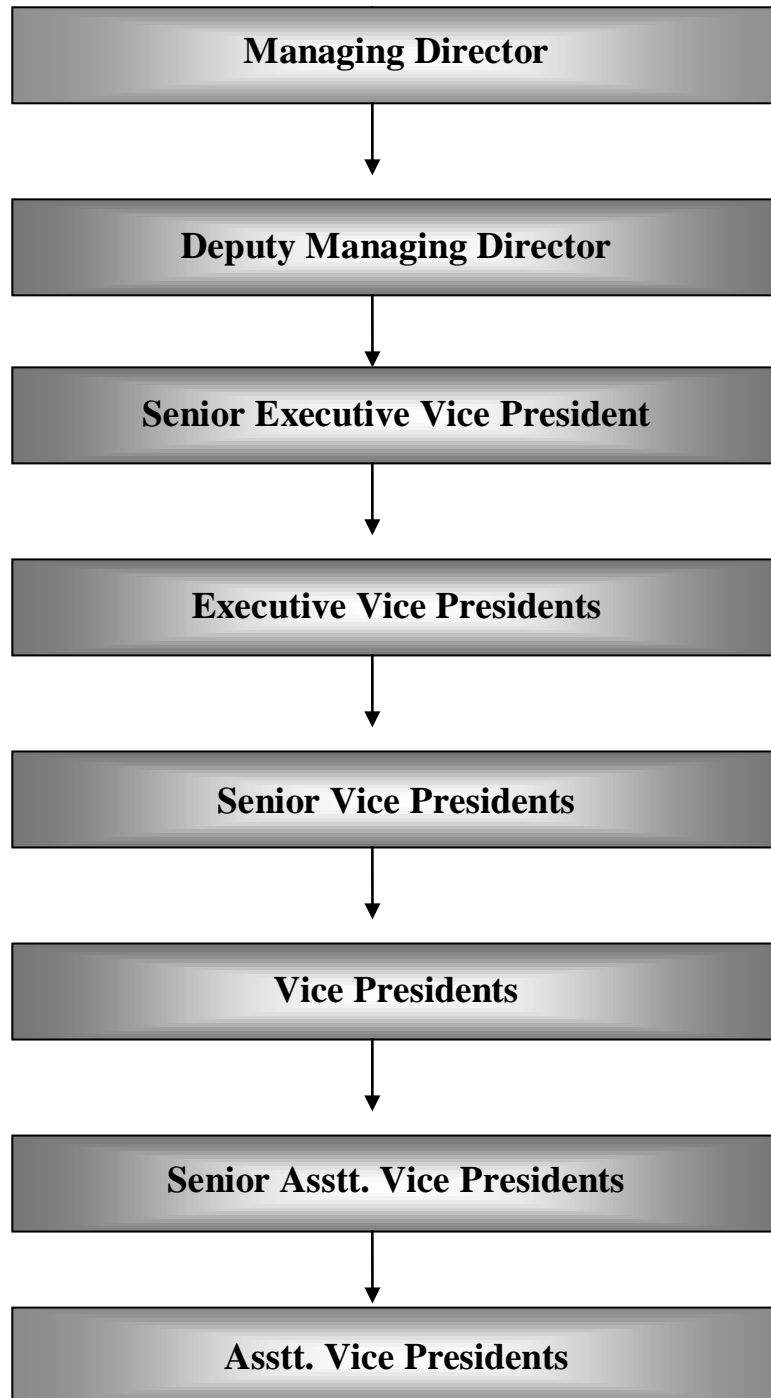 Managing Director
Deputy Managing Director
Senior Executive Vice President
Executive Vice Presidents
Senior Vice Presidents
Vice Presidents
Senior Asstt. Vice Presidents
Asstt. Vice Presidents